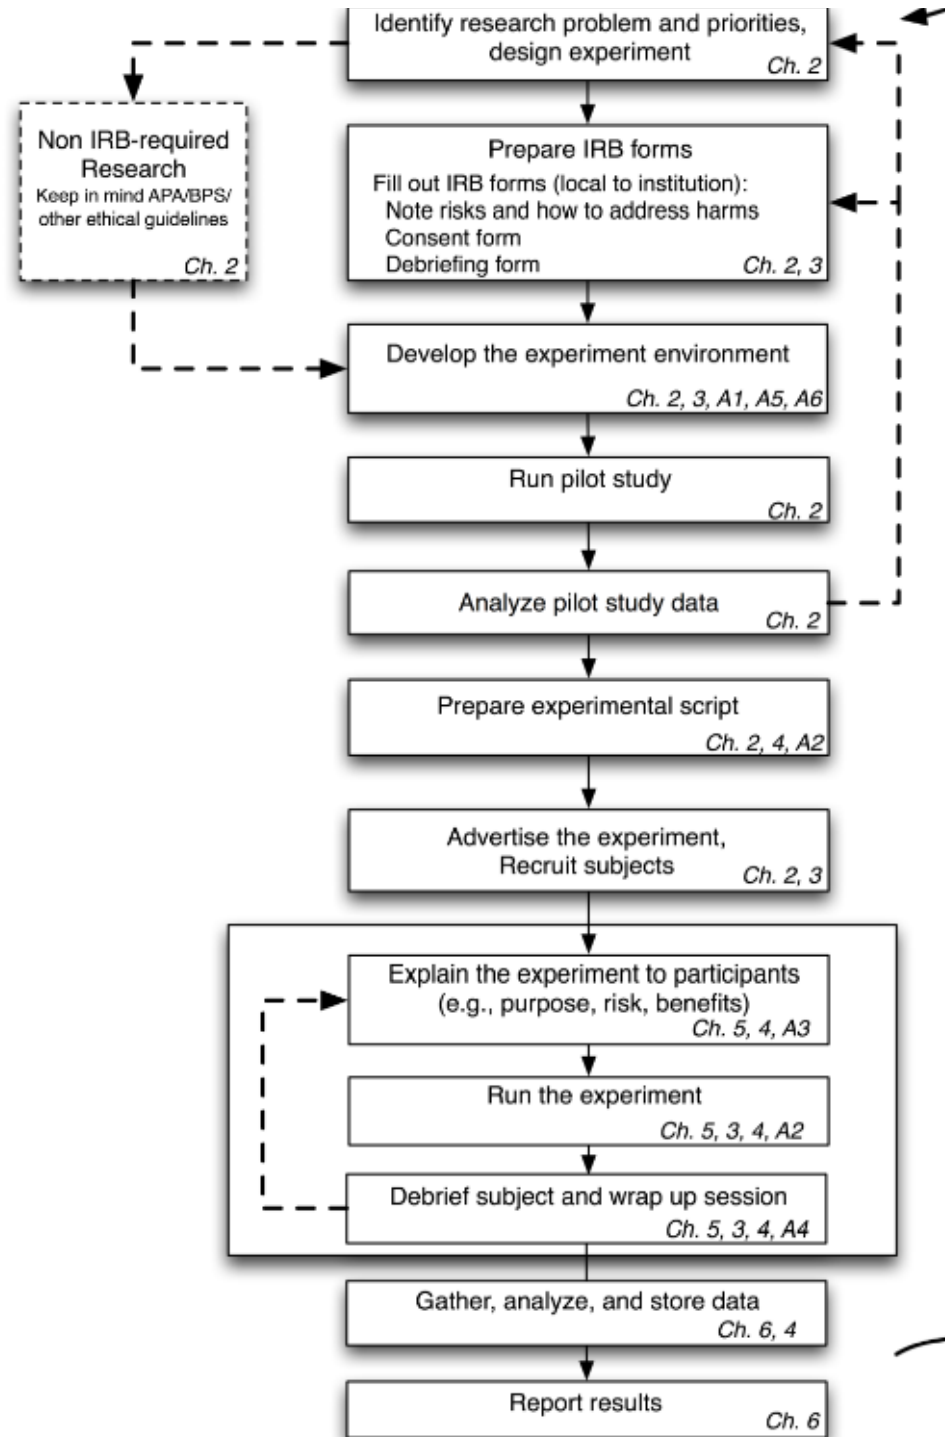 Identify research problem and priorities,
design experiment
Ch. 2
Non IRB-required
Research
Keep in mind APA/BPS/
other ethical guidelines
Ch. 2
Prepare IRB forms
Fill out IRB forms (local to institution):
Note risks and how to address harms
Consent form
Debriefing form
Ch. 2, 3
Develop the experiment environment
Ch. 2, 3, A1, A5, A6
Run pilot study
Ch. 2
Analyze pilot study data
Ch. 2
Prepare experimental script
Ch. 2, 4, A2
Advertise the experiment,
Recruit subjects
Ch. 2, 3
Explain the experiment to participants
(e.g., purpose, risk, benefits)
Ch. 5, 4, A3
Run the experiment
Ch. 5, 3, 4, A2
Debrief subject and wrap up session
Ch. 5, 3, 4, A4
Gather, analyze, and store data
Ch. 6, 4
Report results
Ch. 6